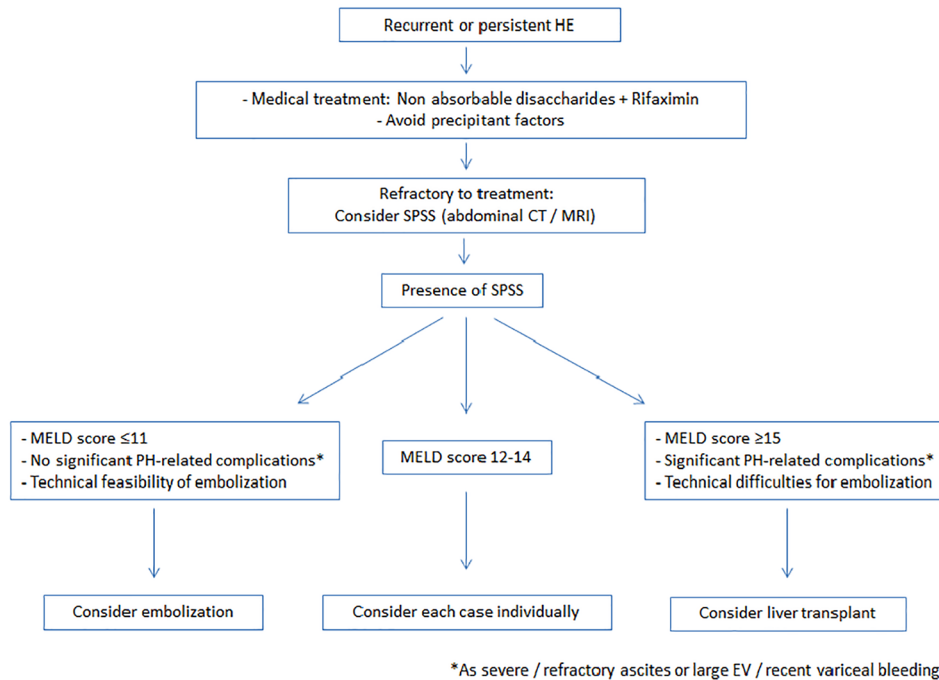 Recurrent or persistent HE
- Medical treatment: Non absorbable disaccharides + Rifaximin
- Avoid precipitant factors
Refractory to treatment:
Consider SPSS (abdominal CT / MRI)
Presence of SPSS
- MELD score ≤11
- No significant PH-related complications*
- Technical feasibility of embolization
MELD score 12-14
- MELD score ≥15
- Significant PH-related complications*
- Technical difficulties for embolization
Consider embolization
Consider each case individually
Consider liver transplant
*As severe / refractory ascites or large EV / recent variceal bleeding